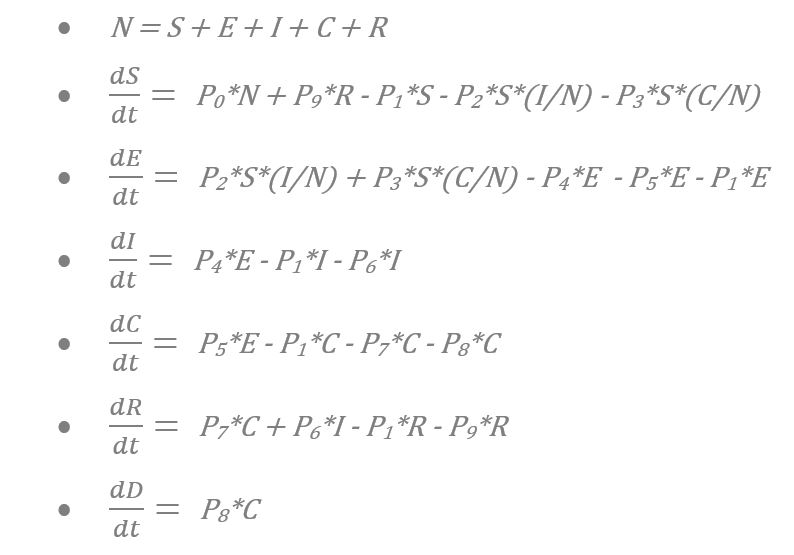 • N = S + E + I + C + R
• dS/dt = P₀*N + P₉*R - P₁*S - P₂*S*(I/N) - P₃*S*(C/N)
• dE/dt = P₂*S*(I/N) + P₃*S*(C/N) - P₄*E - P₅*E - P₁*E
• dI/dt = P₄*E - P₁*I - P₆*I
• dC/dt = P₅*E - P₁*C - P₇*C - P₈*C
• dR/dt = P₇*C + P₆*I - P₁*R - P₉*R
• dD/dt = P₈*C